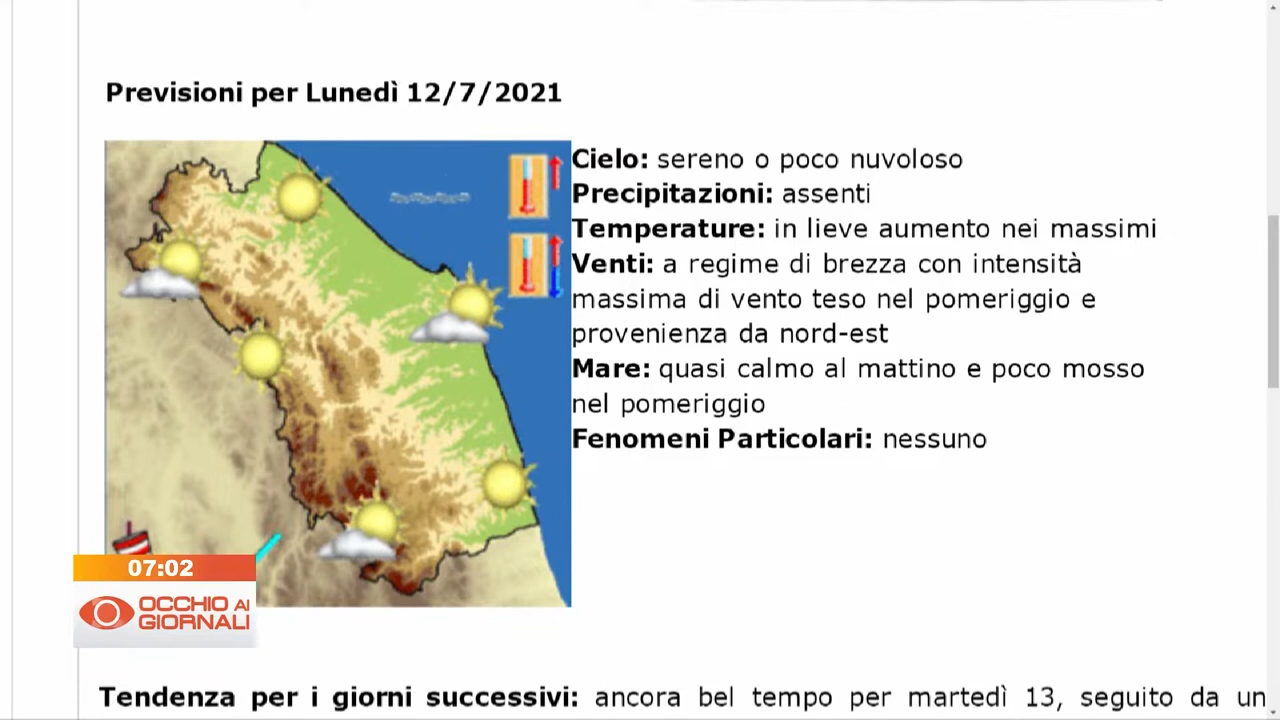 Previsioni per Lunedì 12/7/2021
Cielo: sereno o poco nuvoloso
Precipitazioni: assenti
Temperature: in lieve aumento nei massimi
Venti: a regime di brezza con intensità
massima di vento teso nel pomeriggio e
provenienza da nord-est
Mare: quasi calmo al mattino e poco mosso
nel pomeriggio
Fenomeni Particolari: nessuno
07:02
OCCHIO AI
GIORNALI
Tendenza per i giorni successivi: ancora bel tempo per martedì 13, seguito da un